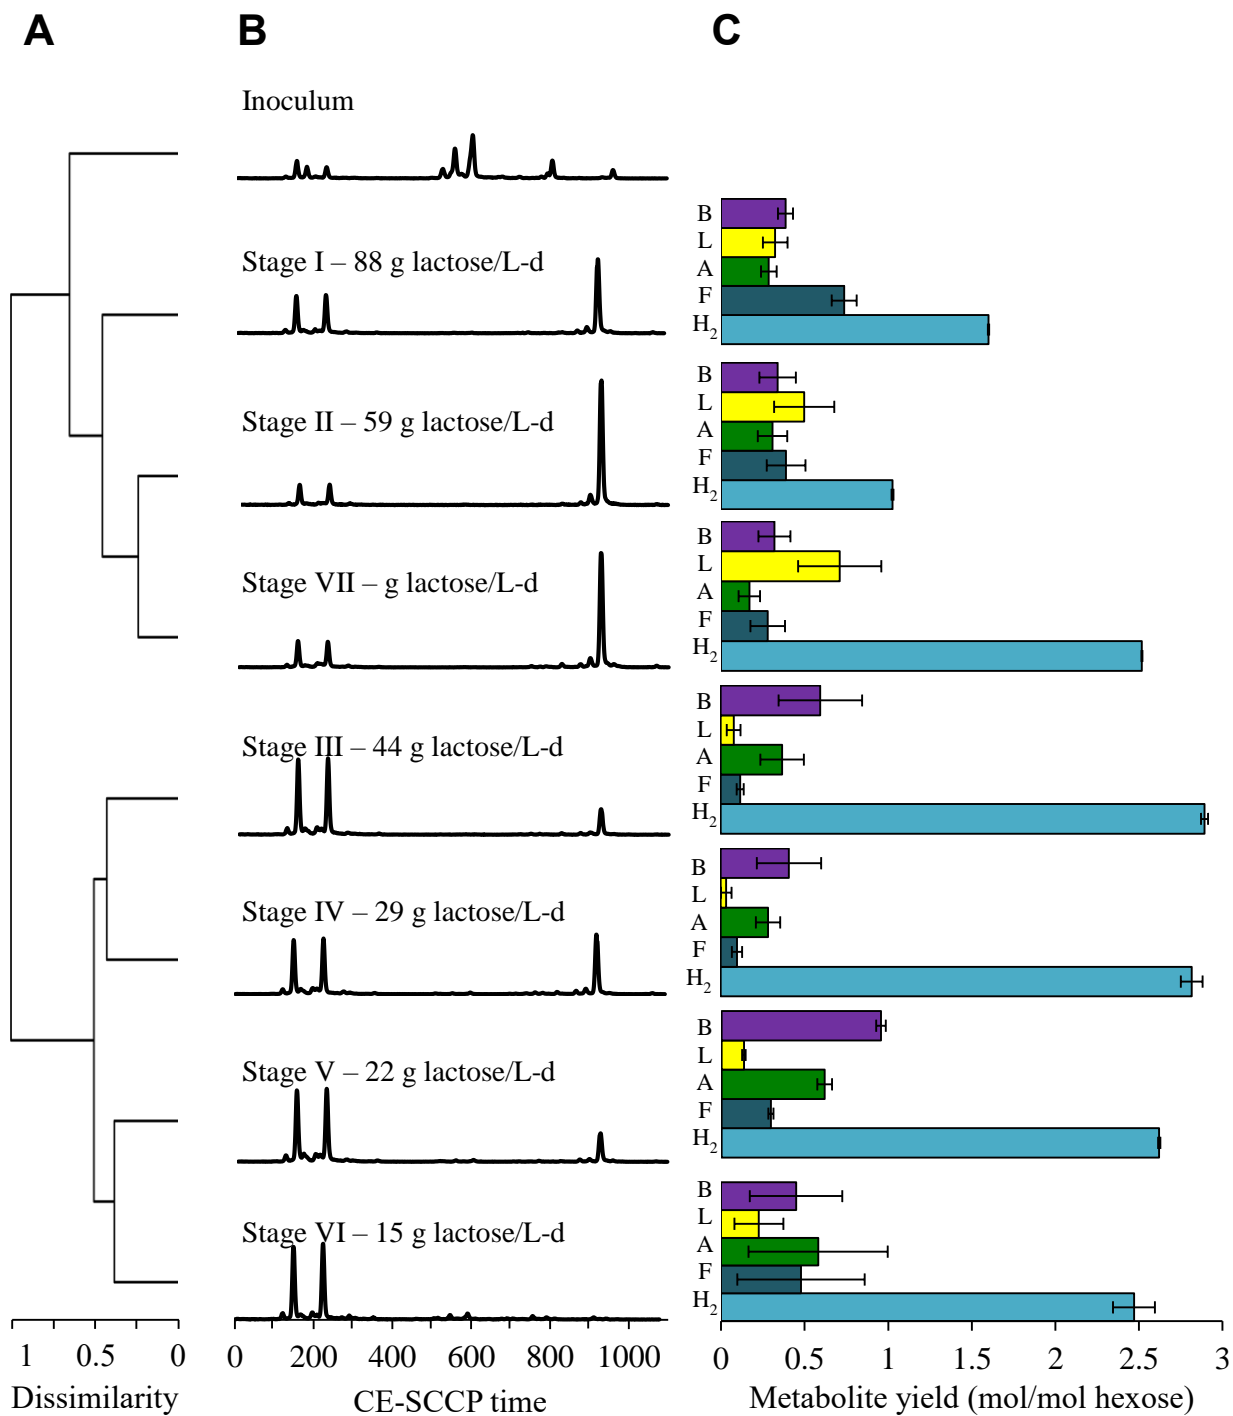 A B C
Inoculum
B
L
Stage I – 88 g lactose/L-d
A
F
H2
B
L
Stage II – 59 g lactose/L-d
A
F
H2
B
L
Stage VII – g lactose/L-d
A
F
H2
B
L
Stage III – 44 g lactose/L-d
A
F
H2
B
L
Stage IV – 29 g lactose/L-d
A
F
H2
B
L
Stage V – 22 g lactose/L-d
A
F
H2
B
L
Stage VI – 15 g lactose/L-d
A
F
H2
1 0.5 0 0 200 400 600 800 1000 0 0.5 1 1.5 2 2.5 3
Dissimilarity CE-SCCP time Metabolite yield (mol/mol hexose)